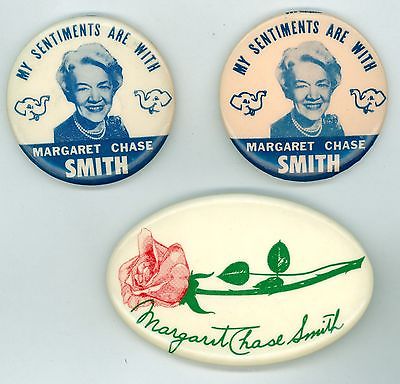 MY SENTIMENTS ARE WITH
MARGARET CHASE
SMITH
MY SENTIMENTS ARE WITH
MARGARET CHASE
SMITH
Margaret Chase Smith